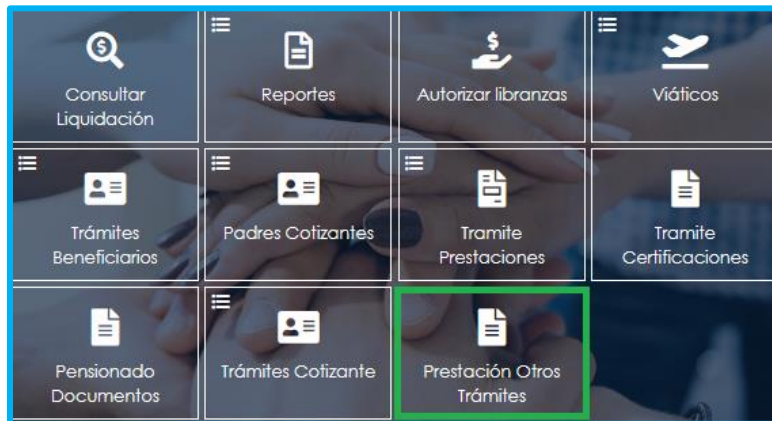 Consultar
Liquidación
Reportes
Autorizar libranzas
Viáticos
Trámites
Beneficiarios
Padres Cotizantes
Tramite
Prestaciones
Tramite
Certificaciones
Pensionado
Documentos
Trámites Cotizante
Prestación Otros
Trámites